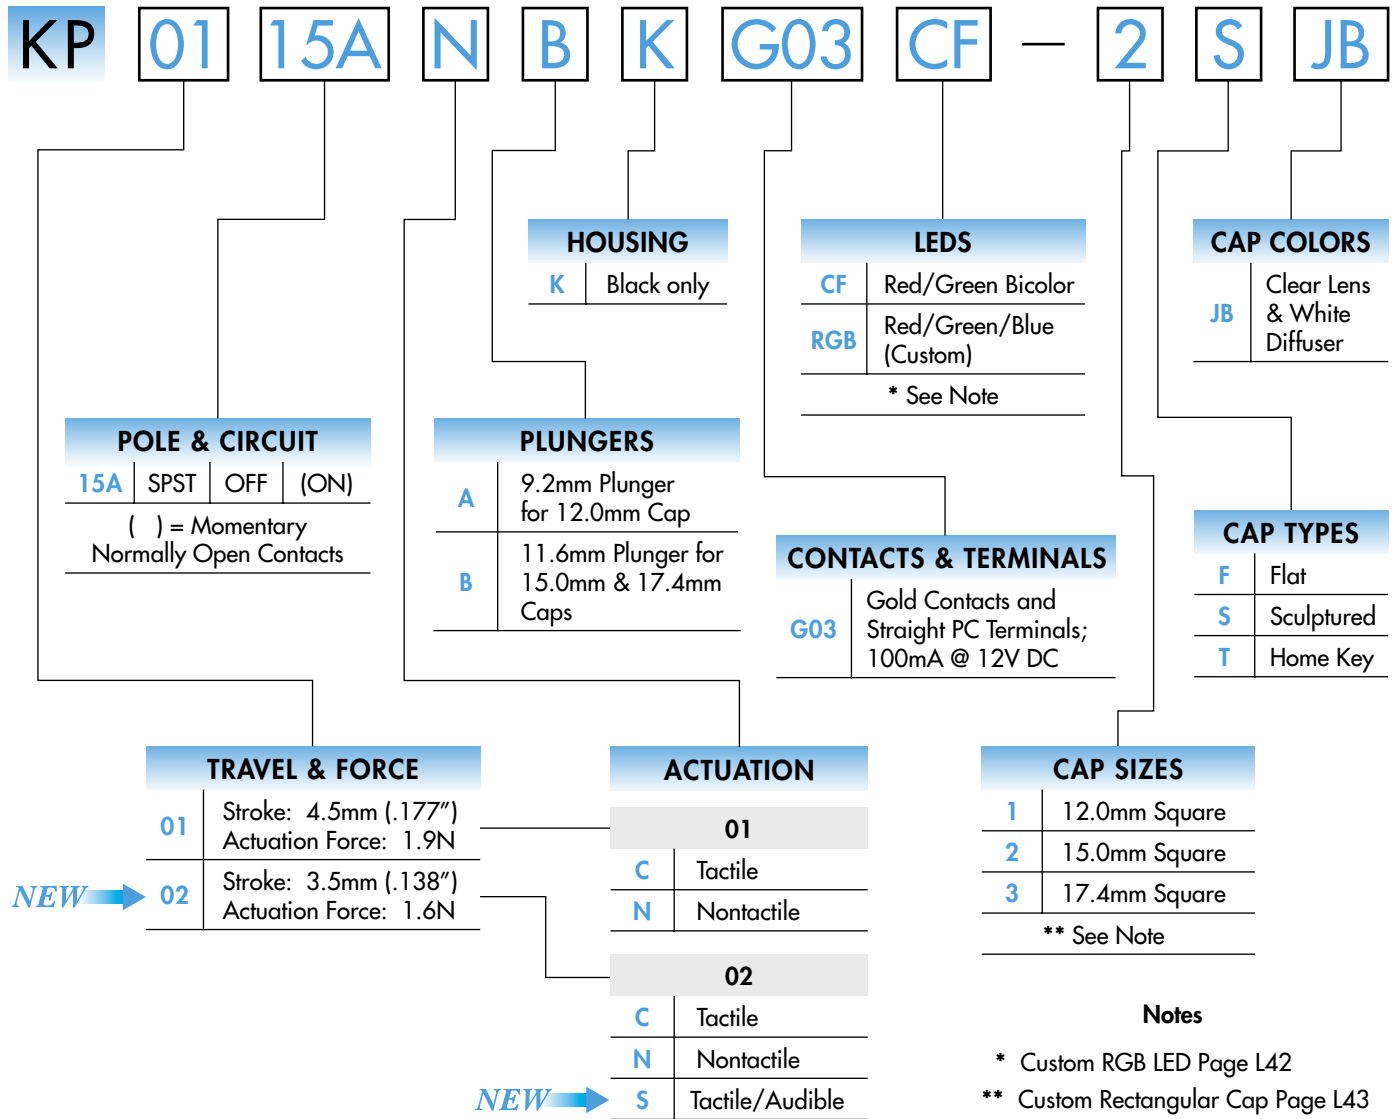 KP 01 15A N B K G03 CF – 2 S JB
HOUSING
K Black only
LEDS
CF Red/Green Bicolor
RGB Red/Green/Blue
(Custom)
* See Note
CAP COLORS
JB Clear Lens
& White
Diffuser
POLE & CIRCUIT
15A SPST OFF (ON)
( ) = Momentary
Normally Open Contacts
PLUNGERS
A 9.2mm Plunger
for 12.0mm Cap
B 11.6mm Plunger for
15.0mm & 17.4mm
Caps
CONTACTS & TERMINALS
G03 Gold Contacts and
Straight PC Terminals;
100mA @ 12V DC
CAP TYPES
F Flat
S Sculptured
T Home Key
TRAVEL & FORCE
01 Stroke: 4.5mm (.177”)
Actuation Force: 1.9N
NEW 02 Stroke: 3.5mm (.138”)
Actuation Force: 1.6N
ACTUATION
01
C Tactile
N Nontactile
02
C Tactile
N Nontactile
NEW S Tactile/Audible
CAP SIZES
1 12.0mm Square
2 15.0mm Square
3 17.4mm Square
** See Note
Notes
* Custom RGB LED Page L42
** Custom Rectangular Cap Page L43